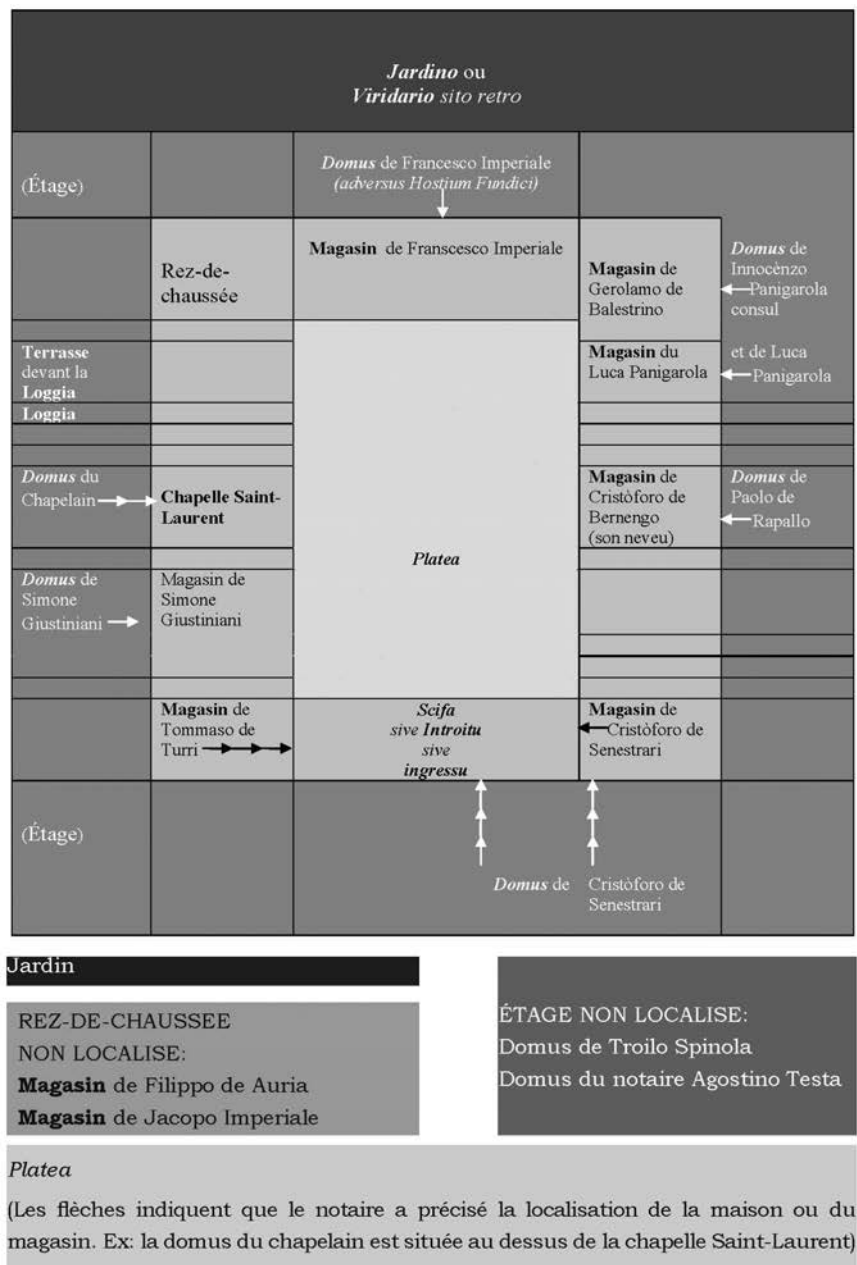 Jardino ou
Viridario sito retro
(Étage)
Domus de Francesco Imperiale
(adversus Hostium Fundici)
Magasin de Franscesco Imperiale
Rez-de-
chaussée
Magasin de
Gerolamo de
Balestrino
Domus de
Innocènzo
Panigarola
consul
Terrasse
devant la
Loggia
Loggia
Magasin du
Luca Panigarola
et de Luca
Panigarola
Domus du
Chapelain
Chapelle Saint-
Laurent
Magasin de
Cristòforo de
Bernengo
(son neveu)
Domus de
Paolo de
Rapallo
Platea
Domus de
Simone
Giustiniani
Magasin de
Simone
Giustiniani
Magasin de
Tommaso de
Turri
Scifa
sive Introitu
sive
ingressu
Magasin de
Cristòforo de
Senestrari
(Étage)
Domus de
Cristòforo de
Senestrari
Jardin
REZ-DE-CHAUSSEE
NON LOCALISE:
Magasin de Filippo de Auria
Magasin de Jacopo Imperiale
ÉTAGE NON LOCALISE:
Domus de Troilo Spinola
Domus du notaire Agostino Testa
Platea
(Les flèches indiquent que le notaire a précisé la localisation de la maison ou du
magasin. Ex: la domus du chapelain est située au dessus de la chapelle Saint-Laurent)